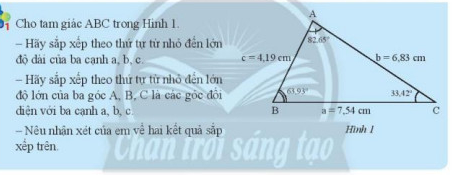 1 Cho tam giác ABC trong Hình 1.
– Hãy sắp xếp theo thứ tự từ nhỏ đến lớn
độ dài của ba cạnh a, b, c.
– Hãy sắp xếp theo thứ tự từ nhỏ đến lớn
độ lớn của ba góc A, B, C là các góc đối
diện với ba cạnh a, b, c.
– Nêu nhận xét của em về hai kết quả sắp
xếp trên.
A
82,65°
c = 4,19 cm
b = 6,83 cm
63,93°
33,42°
B
a = 7,54 cm
C
Hình 1
Chân trời sáng tạo